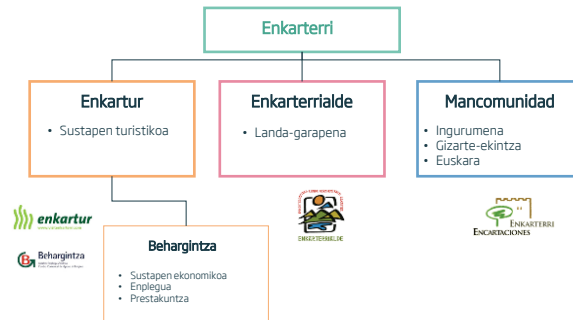 Enkarterri
Enkartur
• Sustapen turistikoa
Enkarterrialde
• Landa-garapena
Mancomunidad
• Ingurumena
• Gizarte-ekintza
• Euskara
enkartur
Behargintza
Behargintza
• Sustapen ekonomikoa
• Enplegua
• Prestakuntza
ENKARTERRIALDE
ENKARTERRI
ENCARTACIONES